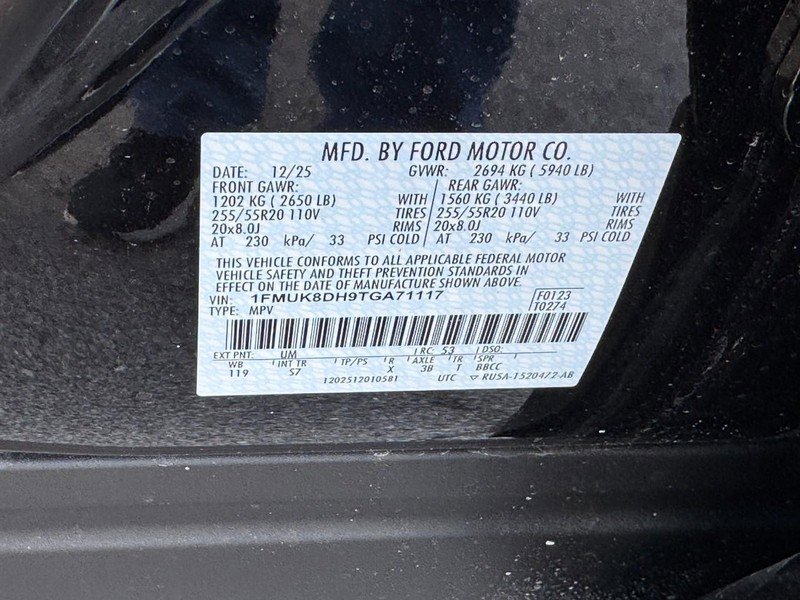 MFD. BY FORD MOTOR CO.
DATE: 12/25 GVWR: 2694 KG ( 5940 LB)
FRONT GAWR: REAR GAWR:
1202 KG ( 2650 LB) WITH 1560 KG ( 3440 LB) WITH
255/55R20 110V TIRES 255/55R20 110V TIRES
20x8.0J RIMS 20x8.0J RIMS
AT 230 kPa/ 33 PSI COLD AT 230 kPa/ 33 PSI COLD
THIS VEHICLE CONFORMS TO ALL APPLICABLE FEDERAL MOTOR
VEHICLE SAFETY AND THEFT PREVENTION STANDARDS IN
EFFECT ON THE DATE OF MANUFACTURE SHOWN ABOVE.
VIN: 1FMUK8DH9TGA71117 F0123
TYPE: MPV T0274
EXT PNT: UM RC: 53 DSO:
WB INT TR TP/PS R AXLE TR SPR
119 S7 X 3B T BBCC
1202512010581 UTC ▽ RU5A-1520472-AB